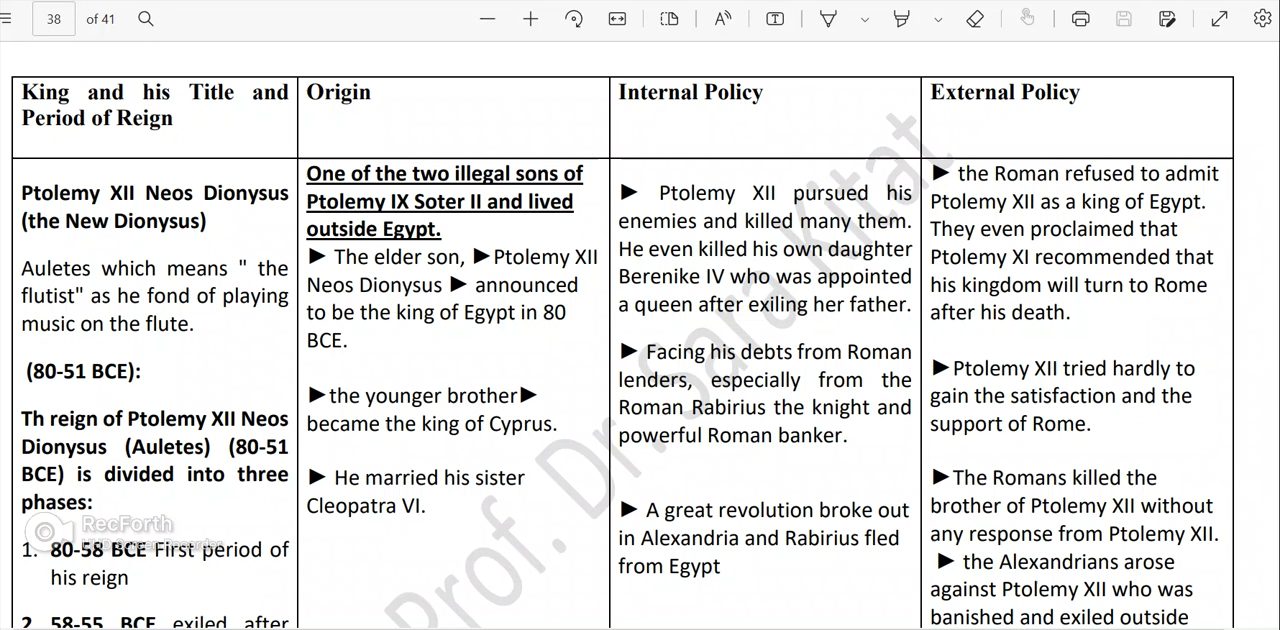 38 of 41
King and his Title and
Period of Reign
Origin
Internal Policy
External Policy
Ptolemy XII Neos Dionysus
(the New Dionysus)
Auletes which means " the
flutist" as he fond of playing
music on the flute.
(80-51 BCE):
Th reign of Ptolemy XII Neos
Dionysus (Auletes) (80-51
BCE) is divided into three
phases:
1. 80-58 BCE First period of
his reign
2. 58-55 BCE exiled after
One of the two illegal sons of
Ptolemy IX Soter II and lived
outside Egypt.
► The elder son, ►Ptolemy XII
Neos Dionysus ► announced
to be the king of Egypt in 80
BCE.
►the younger brother►
became the king of Cyprus.
► He married his sister
Cleopatra VI.
► Ptolemy XII pursued his
enemies and killed many them.
He even killed his own daughter
Berenike IV who was appointed
a queen after exiling her father.
► Facing his debts from Roman
lenders, especially from the
Roman Rabirius the knight and
powerful Roman banker.
► A great revolution broke out
in Alexandria and Rabirius fled
from Egypt
► the Roman refused to admit
Ptolemy XII as a king of Egypt.
They even proclaimed that
Ptolemy XI recommended that
his kingdom will turn to Rome
after his death.
►Ptolemy XII tried hardly to
gain the satisfaction and the
support of Rome.
►The Romans killed the
brother of Ptolemy XII without
any response from Ptolemy XII.
► the Alexandrians arose
against Ptolemy XII who was
banished and exiled outside
Prof. Dr. Sara Kitat
RecForth